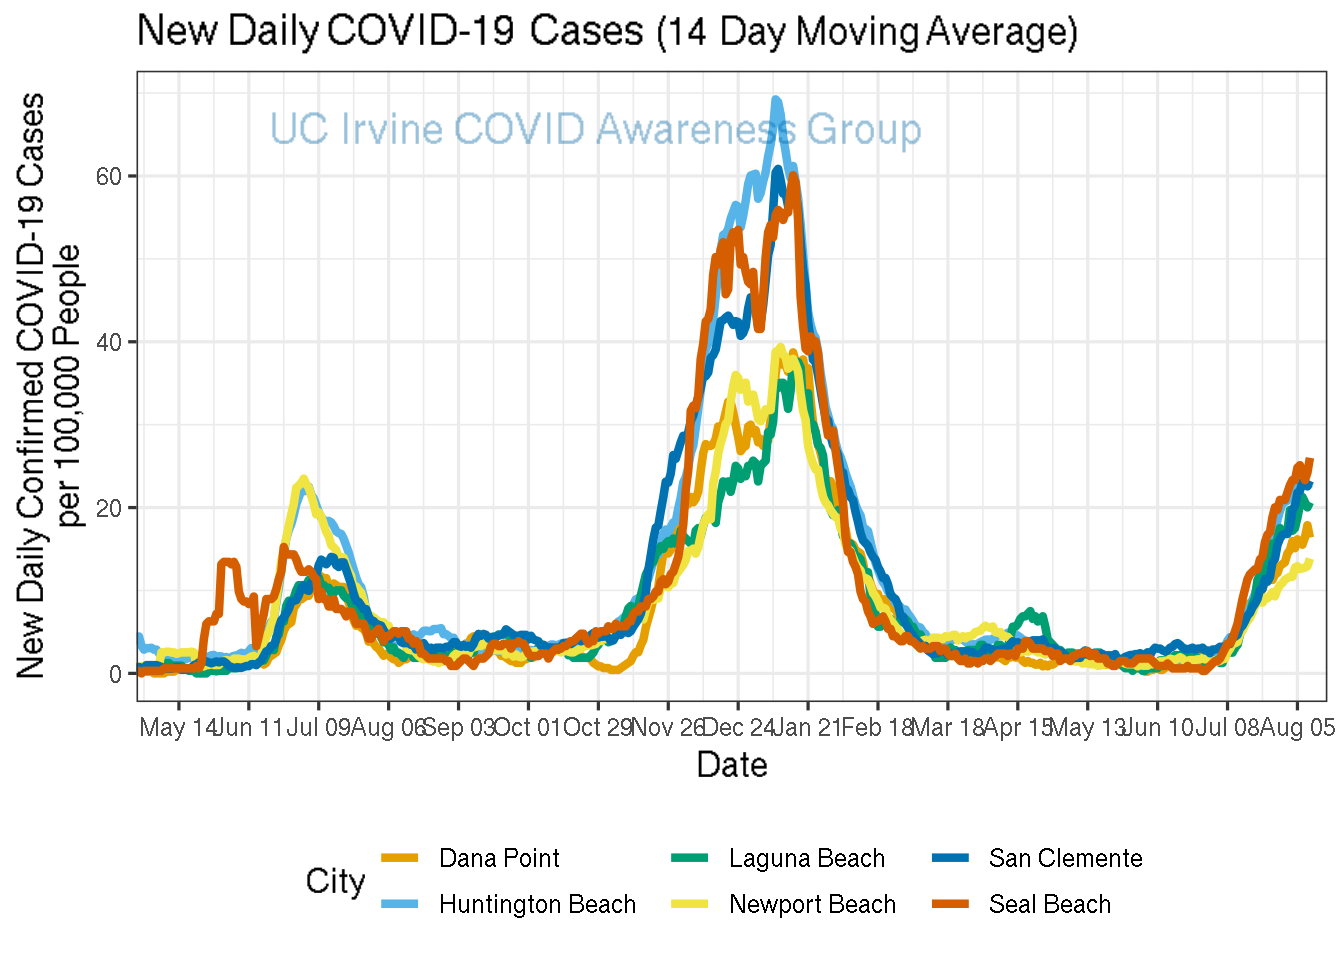 New Daily COVID-19 Cases (14 Day Moving Average)
UC Irvine COVID Awareness Group
New Daily Confirmed COVID-19 Cases
per 100,000 People
60
40
20
0
May 14 Jun 11 Jul 09 Aug 06 Sep 03 Oct 01 Oct 29 Nov 26 Dec 24 Jan 21 Feb 18 Mar 18 Apr 15 May 13 Jun 10 Jul 08 Aug 05
Date
City
Dana Point Laguna Beach San Clemente
Huntington Beach Newport Beach Seal Beach